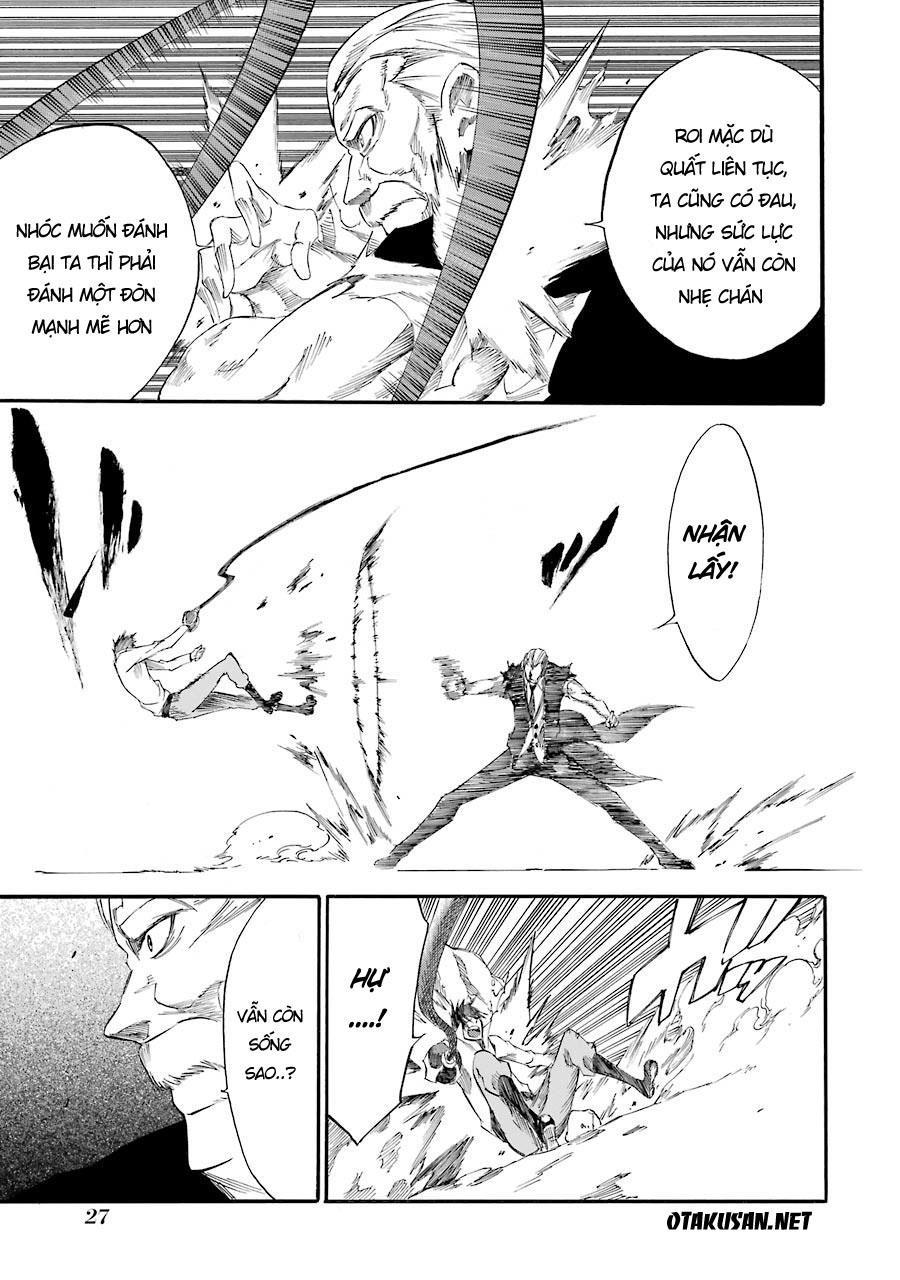 ROI MẶC DÙ
QUẤT LIÊN TỤC,
TA CŨNG CÓ ĐAU,
NHƯNG SỨC LỰC
CỦA NÓ VẪN CÒN
NHẸ CHÁN
NHÓC MUỐN ĐÁNH
BẠI TA THÌ PHẢI
ĐÁNH MỘT ĐÒN
MẠNH MẼ HƠN
NHẬN
LẤY!
HỰ
.....!
VẪN CÒN
SỐNG
SAO..?
27
OTAKUSAN.NET